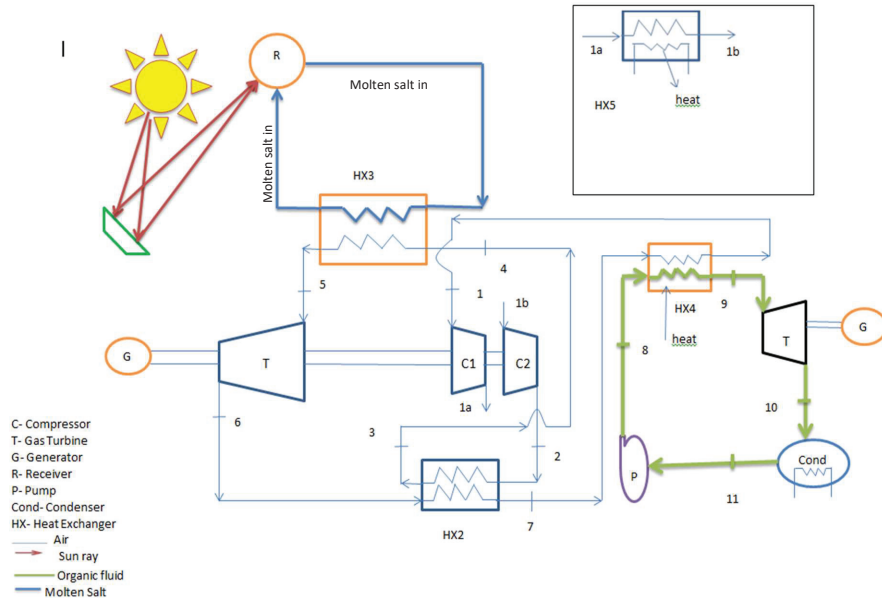 I
R
Molten salt in
Molten salt in
HX3
1a
1b
HX5
heat
4
5
1
1b
HX4
9
heat
8
G
T
C1
C2
T
G
1a
6
3
2
10
Cond
P
11
7
HX2
C- Compressor
T- Gas Turbine
G- Generator
R- Receiver
P- Pump
Cond- Condenser
HX- Heat Exchanger
Air
Sun ray
Organic fluid
Molten Salt